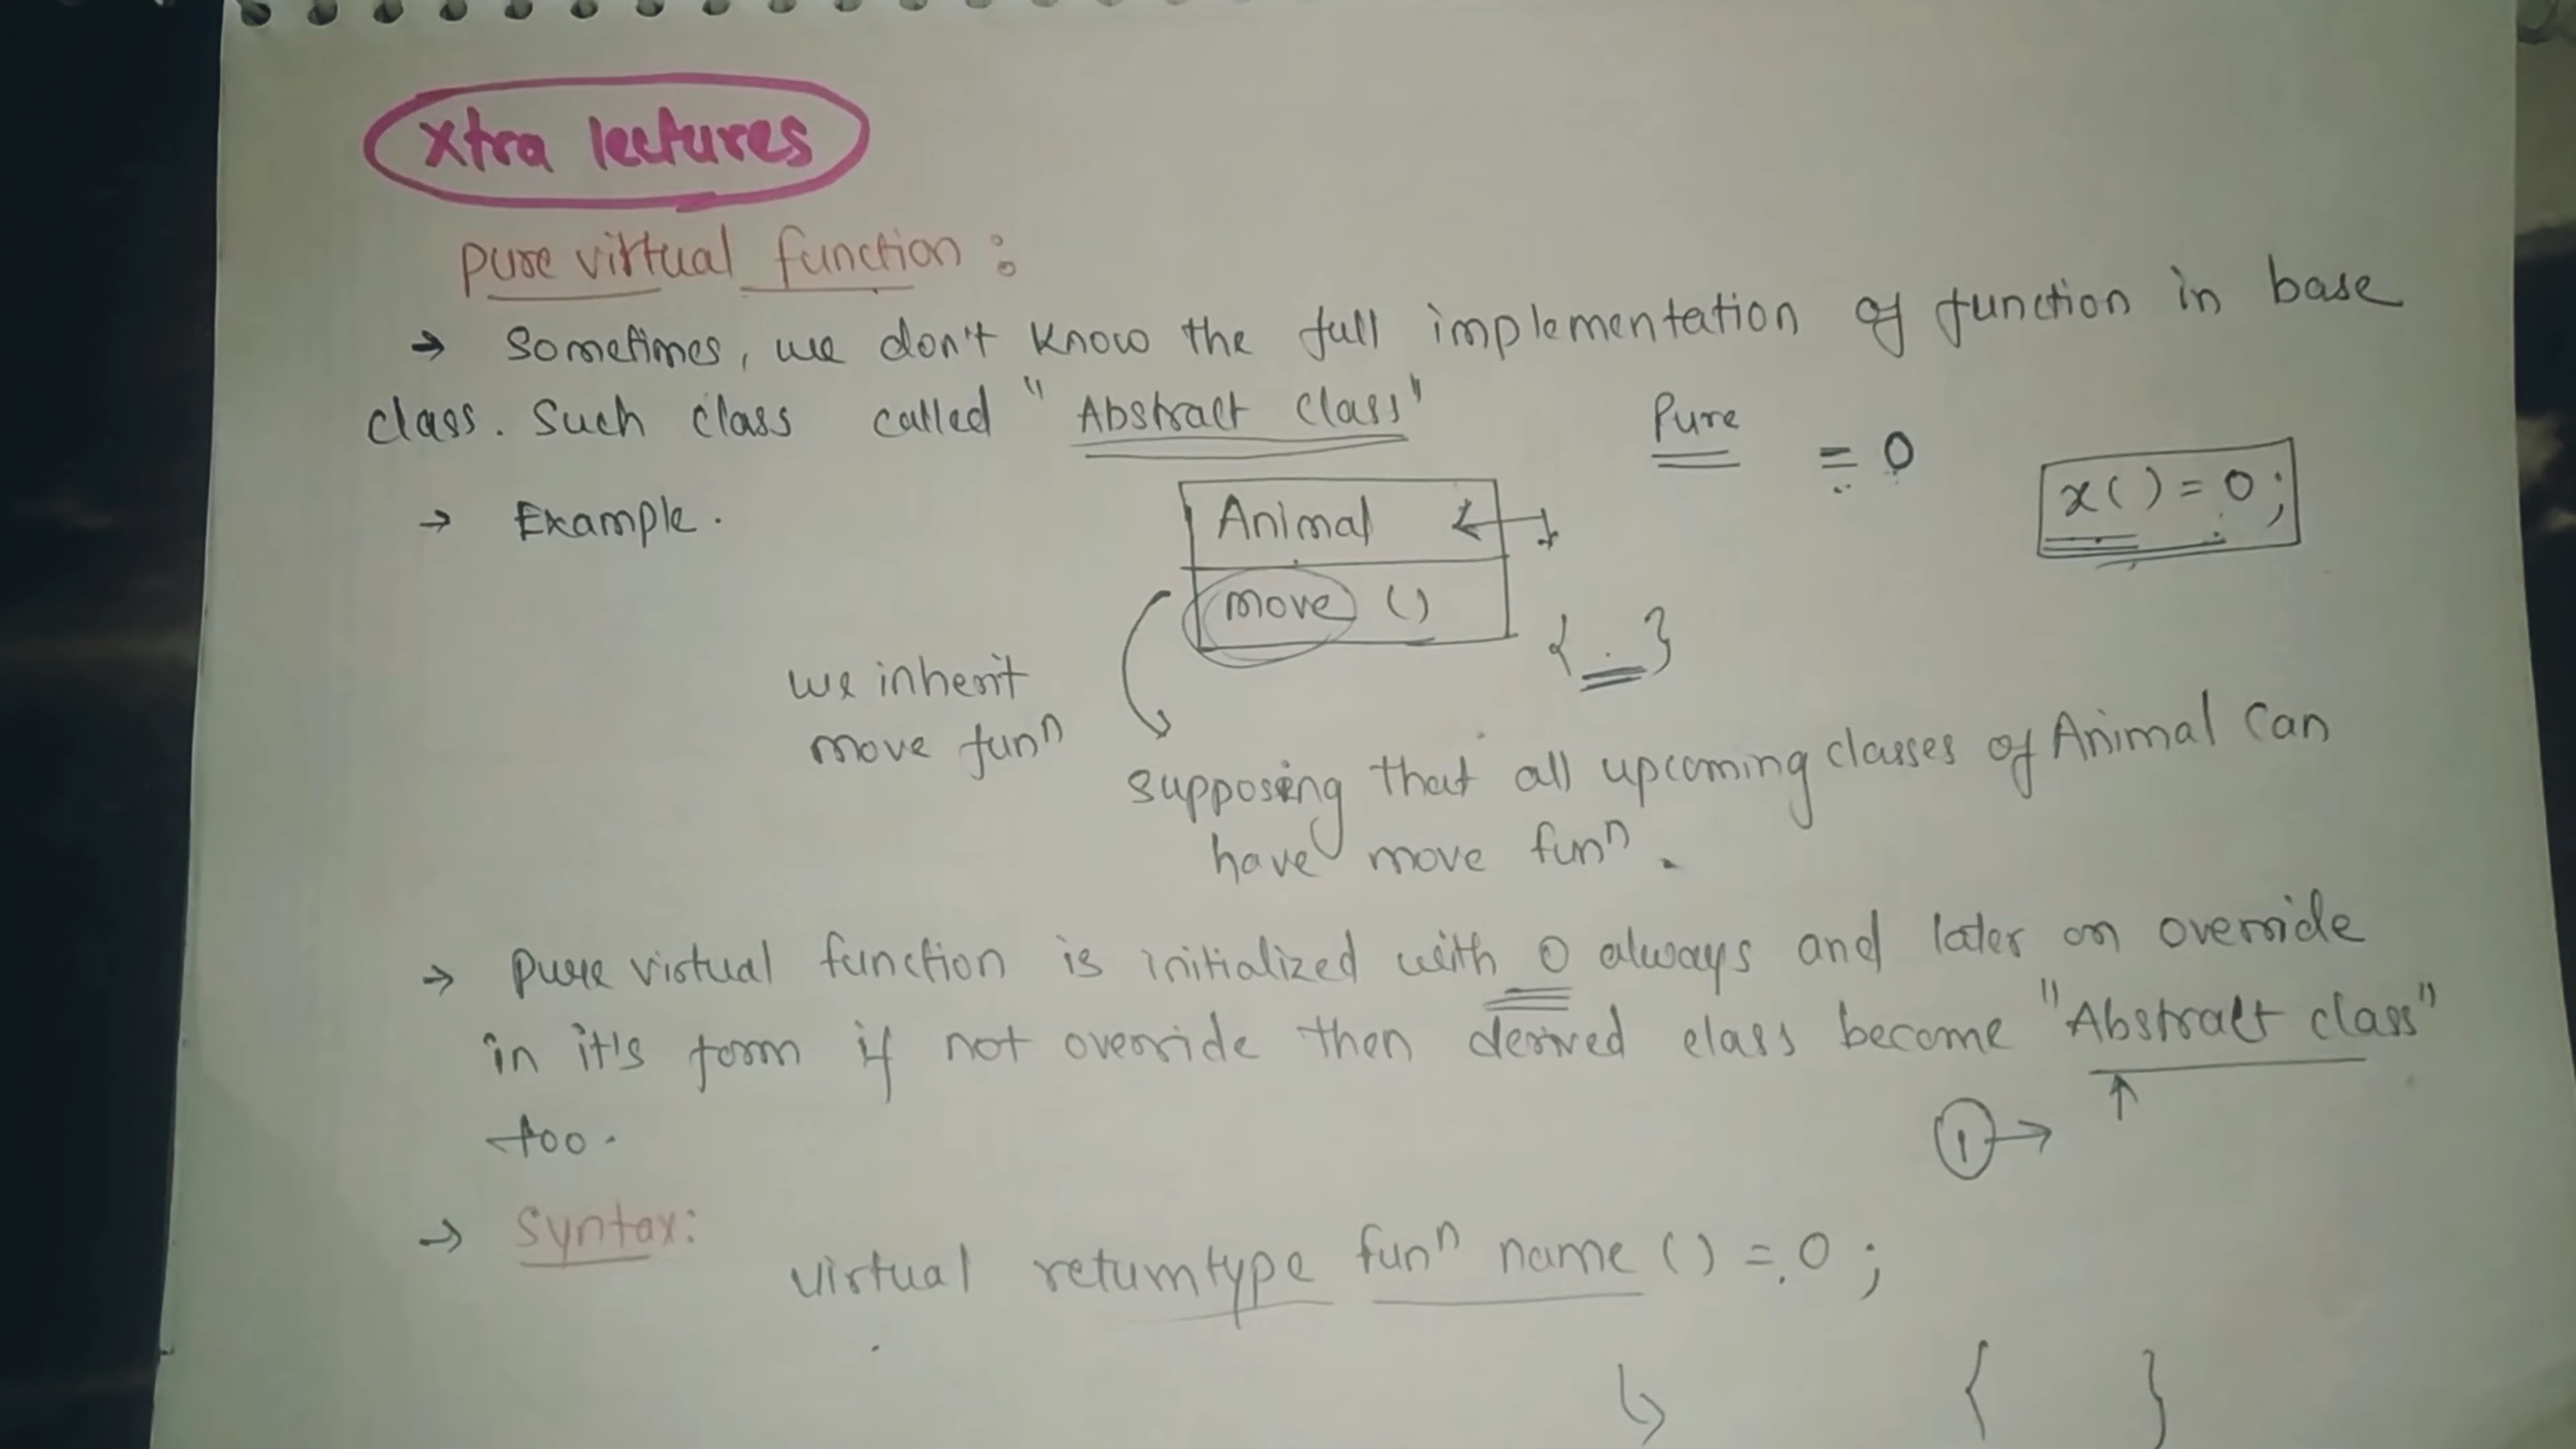 xtra lectures
pure virtual function :
→ Sometimes, we don't know the full implementation of function in base
class. Such class called "Abstract class"
Pure = 0
x() = 0;
→ Example.
Animal
move ()
{ . }
we inherit
move funⁿ
supposing that all upcoming classes of Animal can
have move funⁿ.
→ Pure virtual function is initialized with 0 always and later on override
in it's form if not override then derived class become "Abstract class"
too.
1 →
→ Syntax:
virtual returntype funⁿ name () = 0 ;
{ }